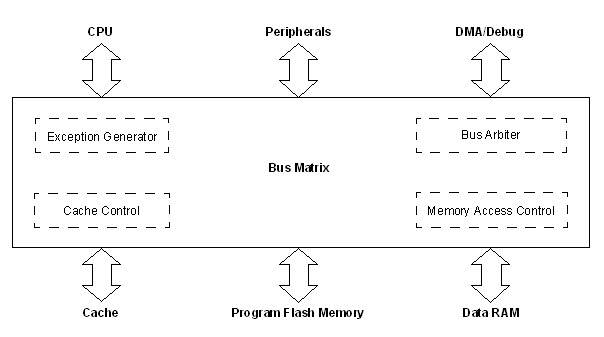 CPU
Peripherals
DMA/Debug
Exception Generator
Bus Arbiter
Bus Matrix
Cache Control
Memory Access Control
Cache
Program Flash Memory
Data RAM